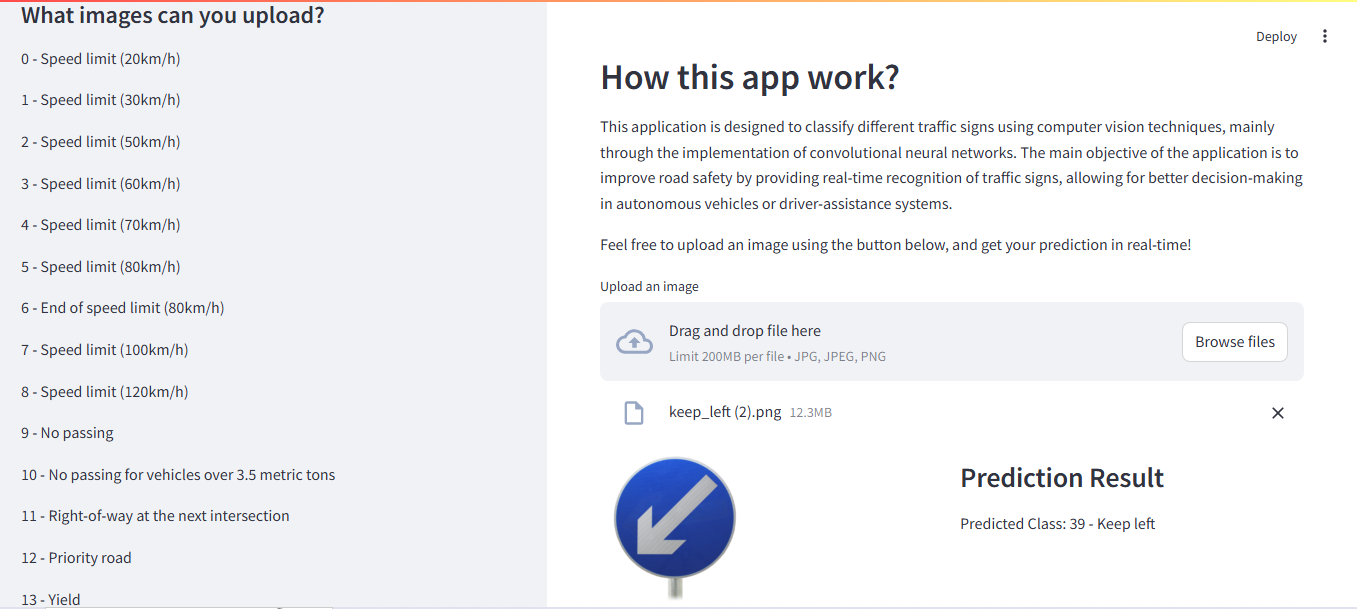 What images can you upload?
0 - Speed limit (20km/h)
1 - Speed limit (30km/h)
2 - Speed limit (50km/h)
3 - Speed limit (60km/h)
4 - Speed limit (70km/h)
5 - Speed limit (80km/h)
6 - End of speed limit (80km/h)
7 - Speed limit (100km/h)
8 - Speed limit (120km/h)
9 - No passing
10 - No passing for vehicles over 3.5 metric tons
11 - Right-of-way at the next intersection
12 - Priority road
13 - Yield
Deploy
How this app work?
This application is designed to classify different traffic signs using computer vision techniques, mainly
through the implementation of convolutional neural networks. The main objective of the application is to
improve road safety by providing real-time recognition of traffic signs, allowing for better decision-making
in autonomous vehicles or driver-assistance systems.
Feel free to upload an image using the button below, and get your prediction in real-time!
Upload an image
Drag and drop file here
Limit 200MB per file • JPG, JPEG, PNG
Browse files
keep_left (2).png 12.3MB
Prediction Result
Predicted Class: 39 - Keep left